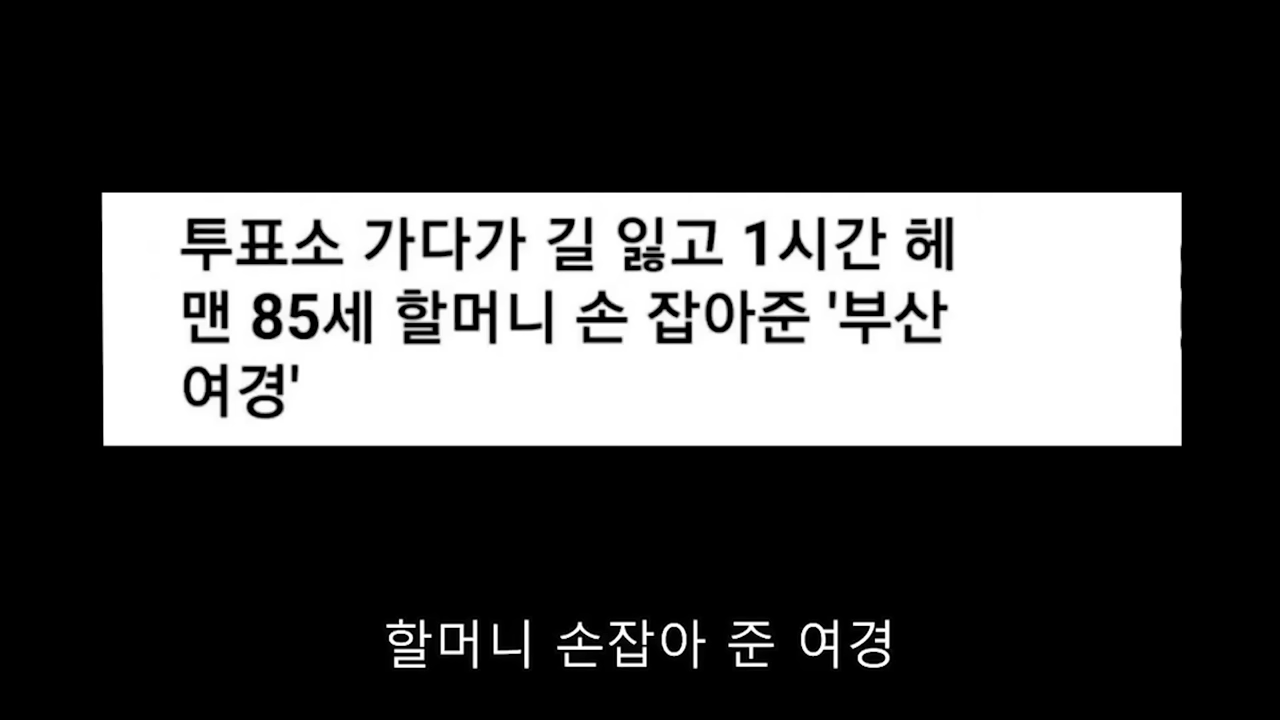 투표소 가다가 길 잃고 1시간 헤
맨 85세 할머니 손 잡아준 '부산
여경'
할머니 손잡아 준 여경